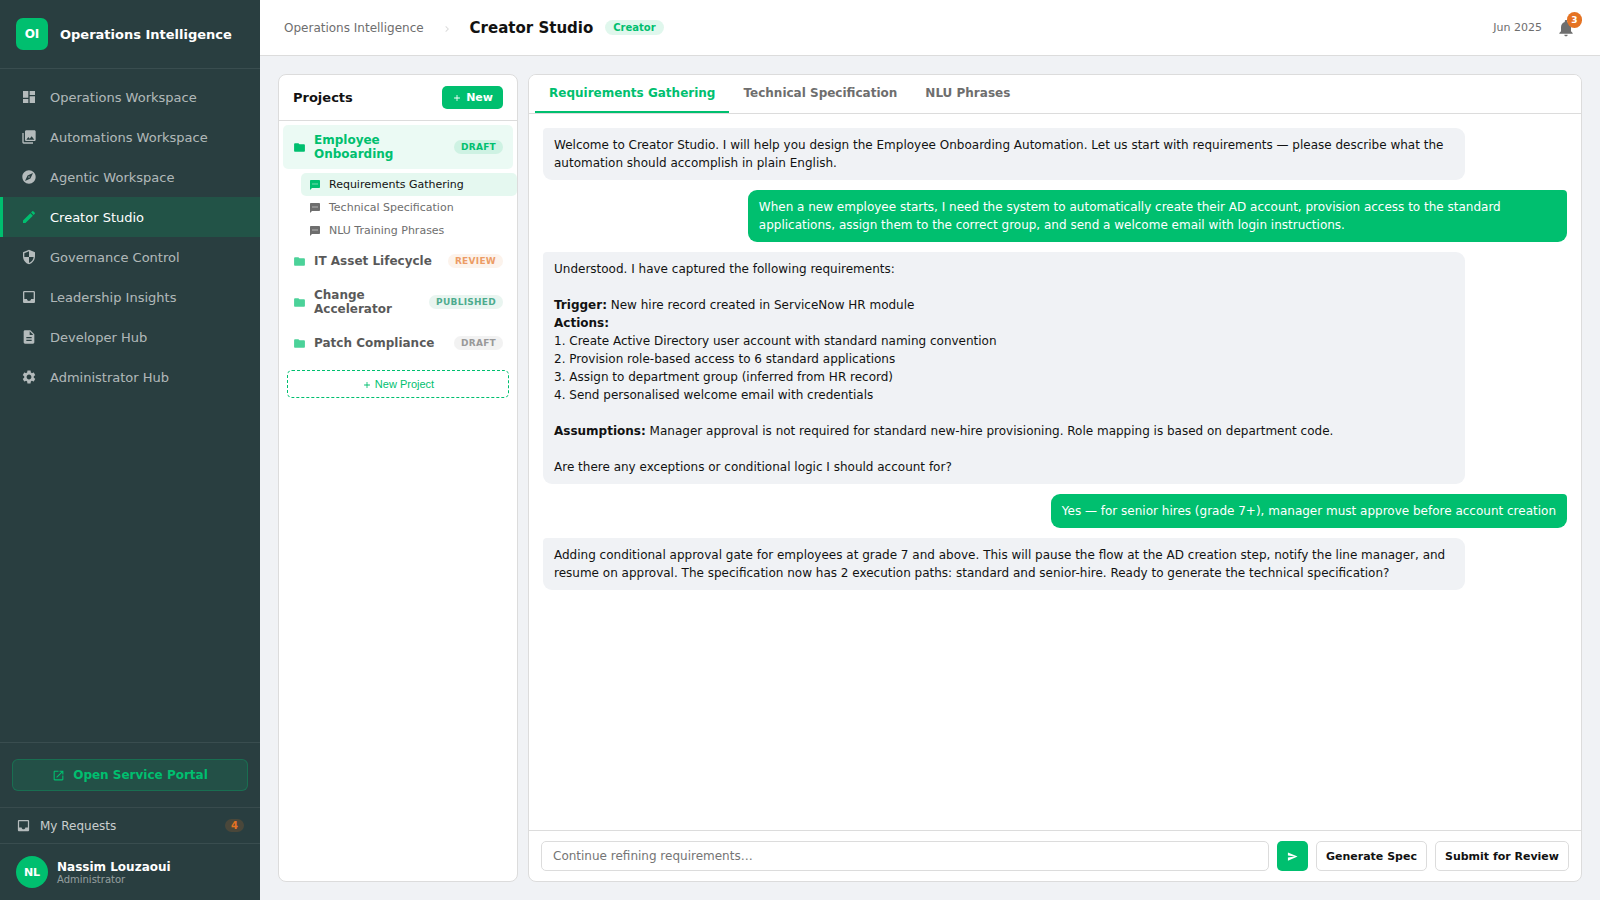 OI Operations Intelligence
Operations Workspace
Automations Workspace
Agentic Workspace
Creator Studio
Governance Control
Leadership Insights
Developer Hub
Administrator Hub
Open Service Portal
My Requests 4
NL Nassim Louzaoui
Administrator
Operations Intelligence › Creator Studio Creator
Jun 2025 3
Projects + New
Employee Onboarding DRAFT
Requirements Gathering
Technical Specification
NLU Training Phrases
IT Asset Lifecycle REVIEW
Change Accelerator PUBLISHED
Patch Compliance DRAFT
+ New Project
Requirements Gathering Technical Specification NLU Phrases
Welcome to Creator Studio. I will help you design the Employee Onboarding Automation. Let us start with requirements — please describe what the
automation should accomplish in plain English.
When a new employee starts, I need the system to automatically create their AD account, provision access to the standard
applications, assign them to the correct group, and send a welcome email with login instructions.
Understood. I have captured the following requirements:
Trigger: New hire record created in ServiceNow HR module
Actions:
1. Create Active Directory user account with standard naming convention
2. Provision role-based access to 6 standard applications
3. Assign to department group (inferred from HR record)
4. Send personalised welcome email with credentials
Assumptions: Manager approval is not required for standard new-hire provisioning. Role mapping is based on department code.
Are there any exceptions or conditional logic I should account for?
Yes — for senior hires (grade 7+), manager must approve before account creation
Adding conditional approval gate for employees at grade 7 and above. This will pause the flow at the AD creation step, notify the line manager, and
resume on approval. The specification now has 2 execution paths: standard and senior-hire. Ready to generate the technical specification?
Continue refining requirements...
Generate Spec
Submit for Review